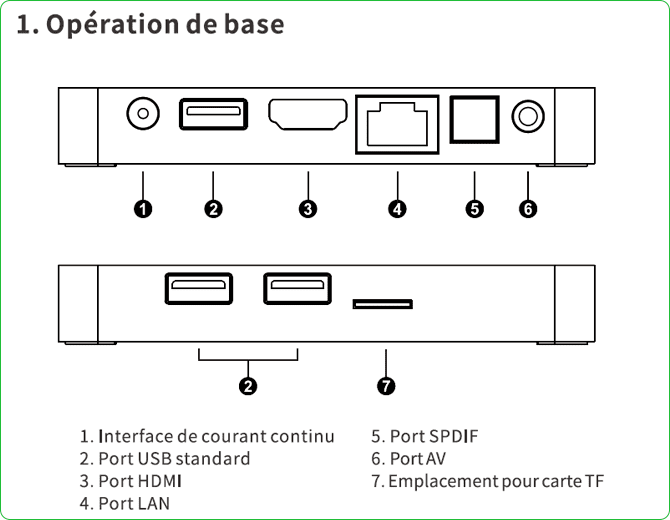 1. Opération de base
1 2 3 4 5 6
2 7
1. Interface de courant continu
2. Port USB standard
3. Port HDMI
4. Port LAN
5. Port SPDIF
6. Port AV
7. Emplacement pour carte TF